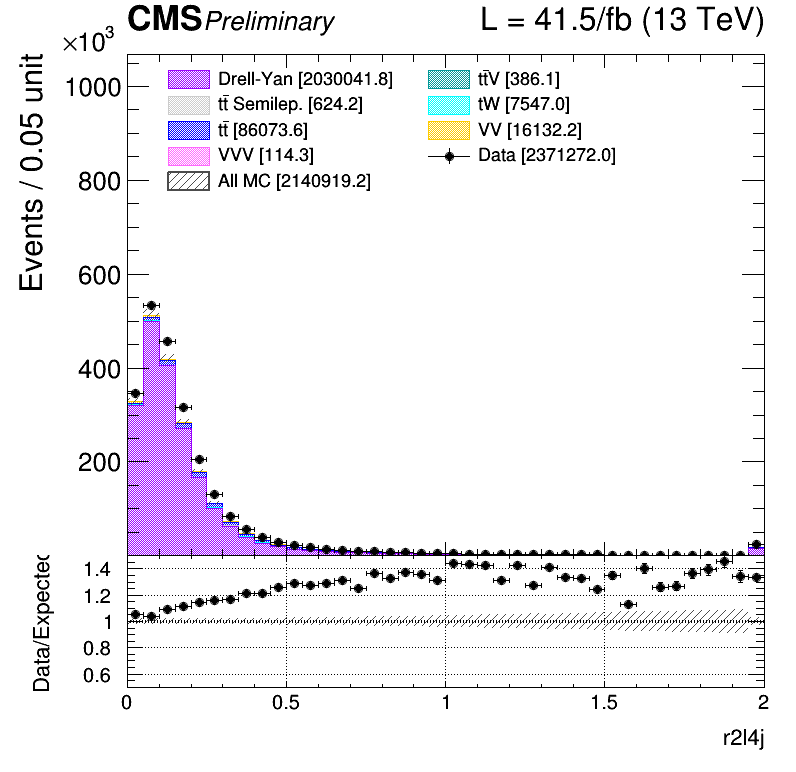 CMS Preliminary L = 41.5/fb (13 TeV)
×10³
Events / 0.05 unit
Drell-Yan [2030041.8]
tt̄ Semilep. [624.2]
tt̄ [86073.6]
VVV [114.3]
All MC [2140919.2]
tt̄V [386.1]
tW [7547.0]
VV [16132.2]
Data [2371272.0]
1000
800
600
400
200
Data/Expected
1.4
1.2
1
0.8
0.6
0 0.5 1 1.5 2
r2l4j